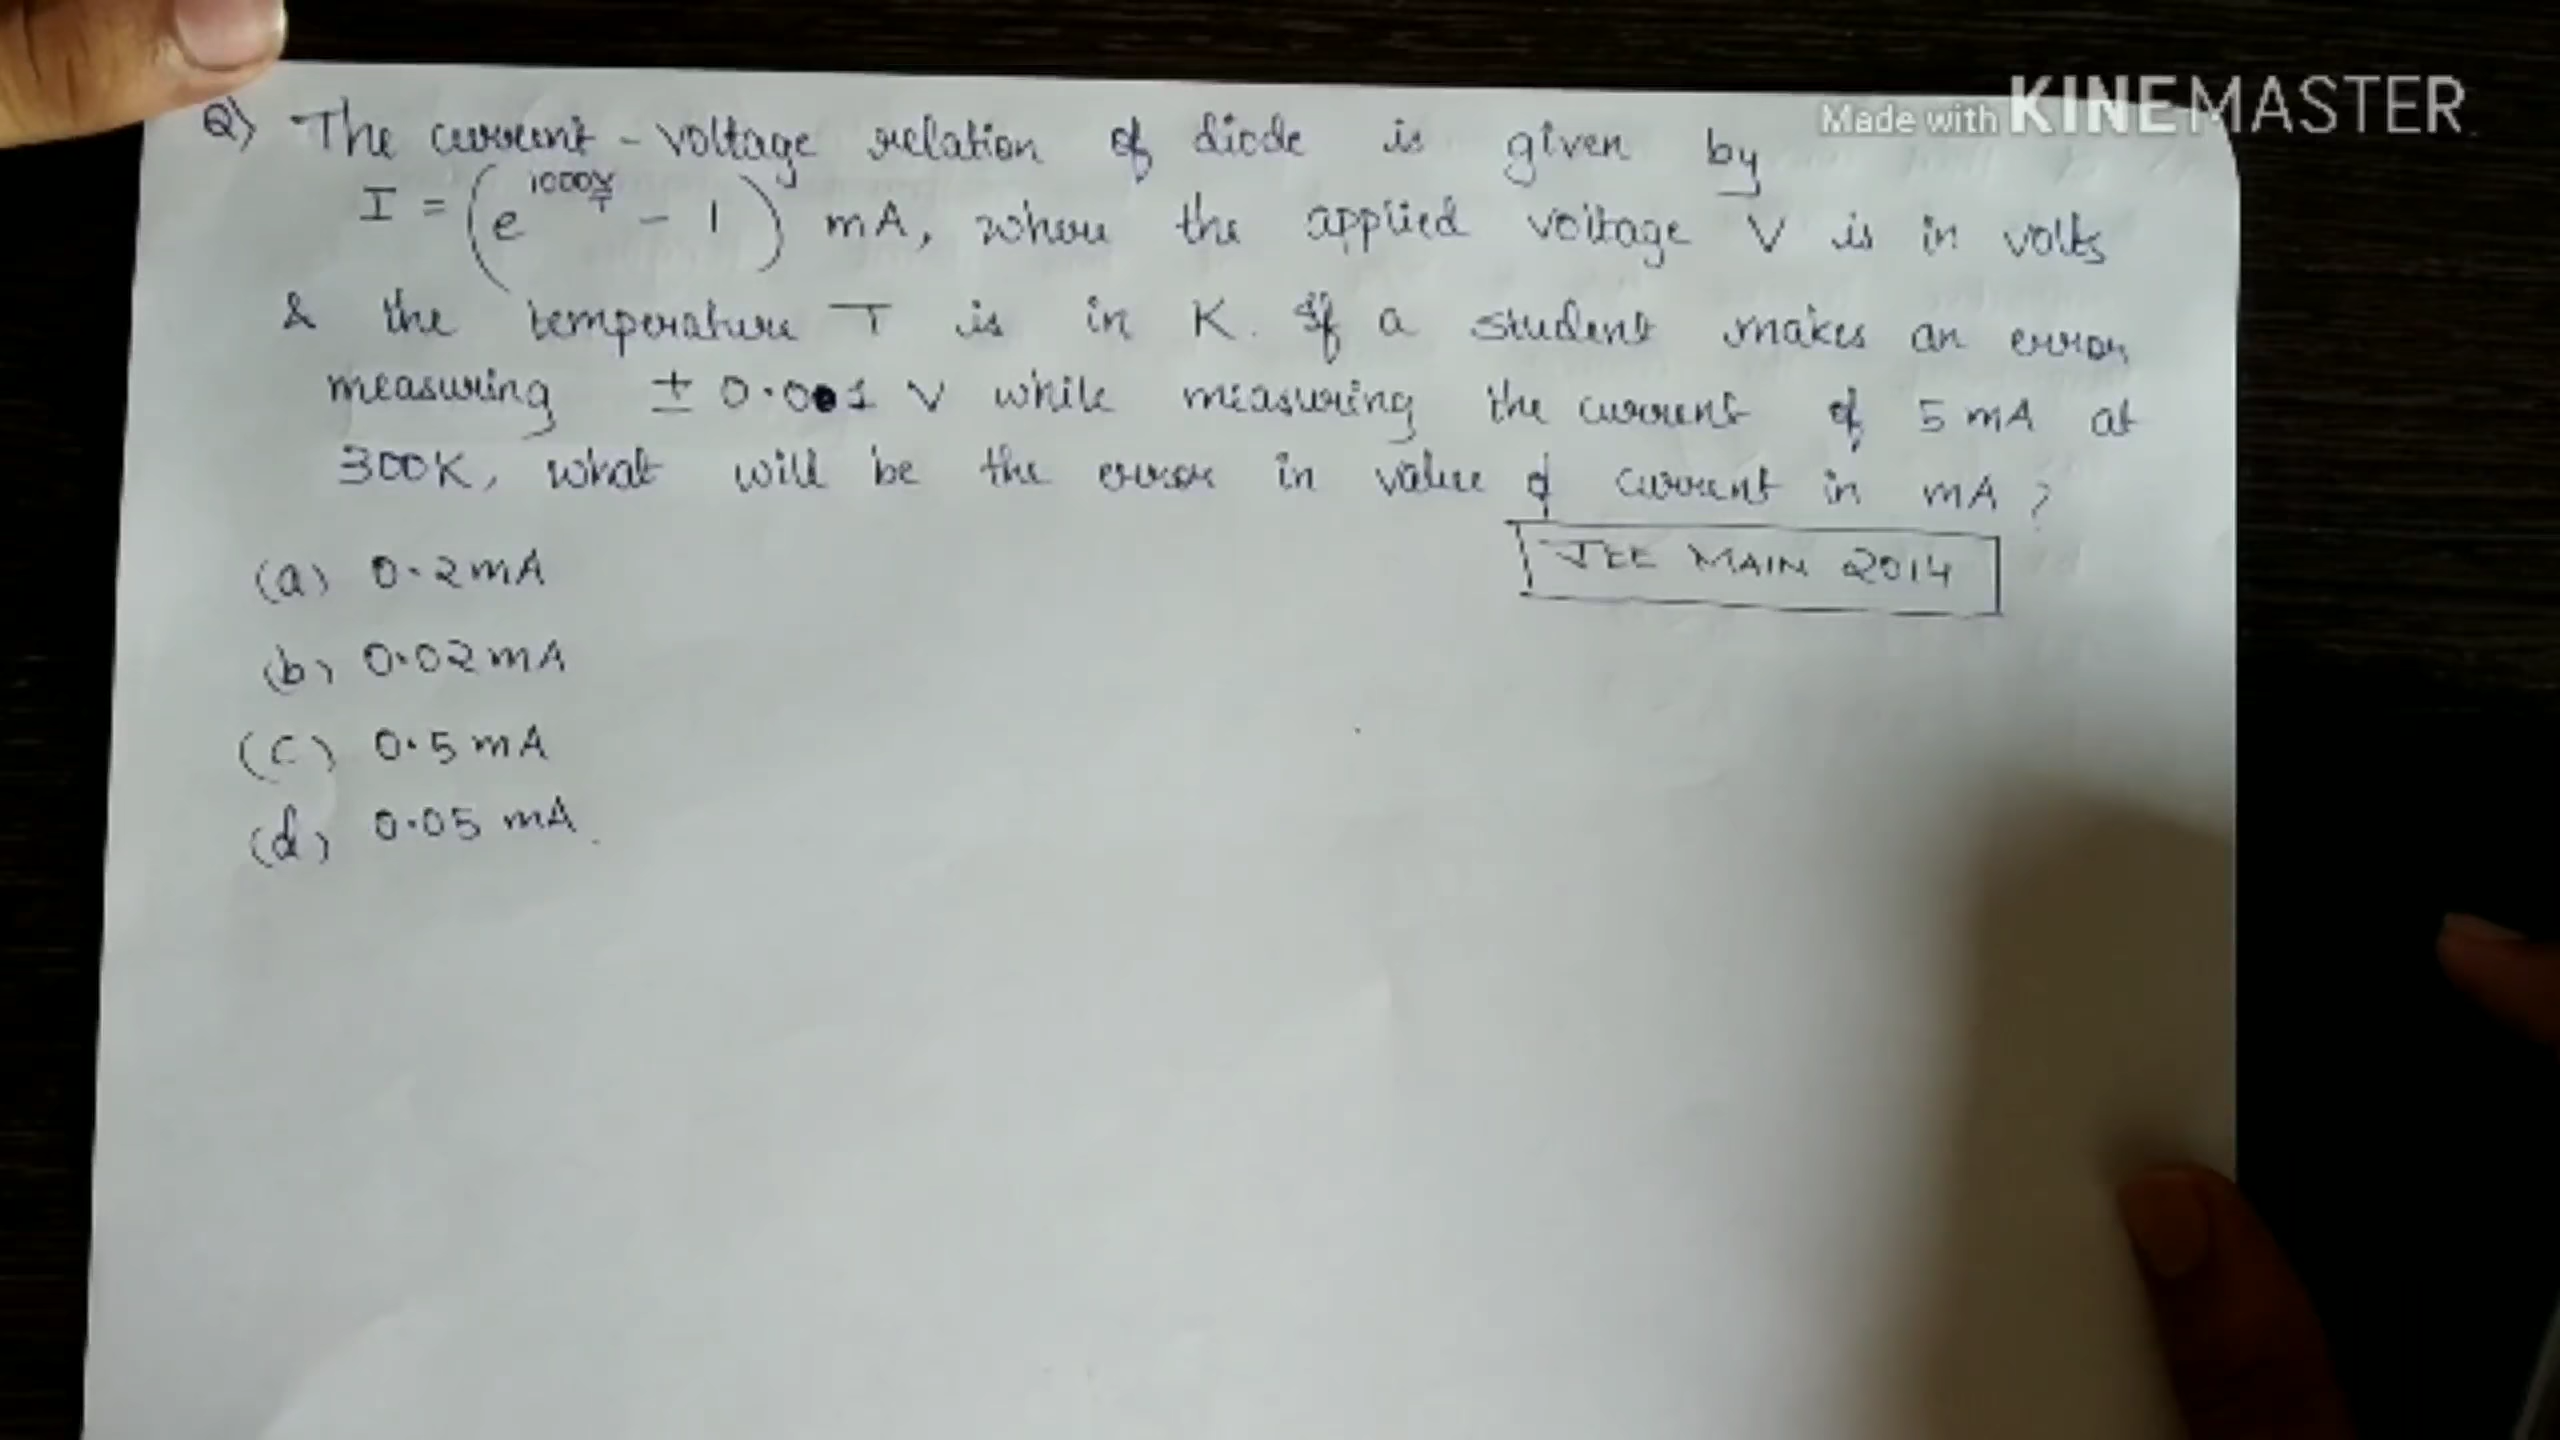 Made with KINEMASTER
Q) The current - voltage relation of diode is given by
I = (e^1000V/T - 1) mA, where the applied voltage V is in volts
& the temperature T is in K. If a student makes an error
measuring ± 0.001 V while measuring the current of 5 mA at
300K, what will be the error in value of current in mA ?
JEE MAIN 2014
(a) 0.2 mA
(b) 0.02 mA
(c) 0.5 mA
(d) 0.05 mA.